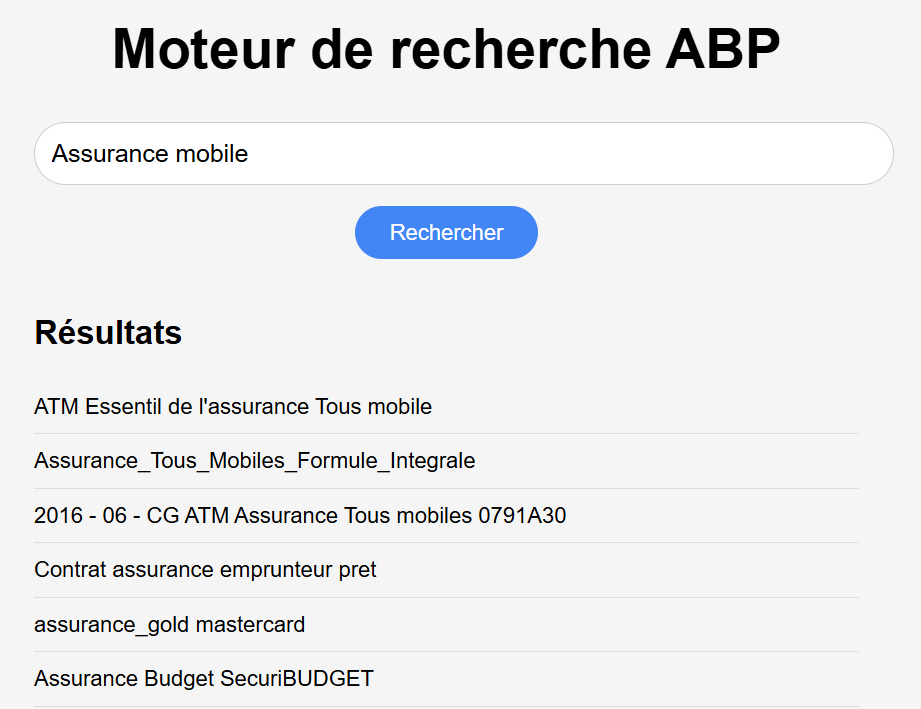 Moteur de recherche ABP
Assurance mobile
Rechercher
Résultats
ATM Essentil de l'assurance Tous mobile
Assurance_Tous_Mobiles_Formule_Integrale
2016 - 06 - CG ATM Assurance Tous mobiles 0791A30
Contrat assurance emprunteur pret
assurance_gold mastercard
Assurance Budget SecuriBUDGET